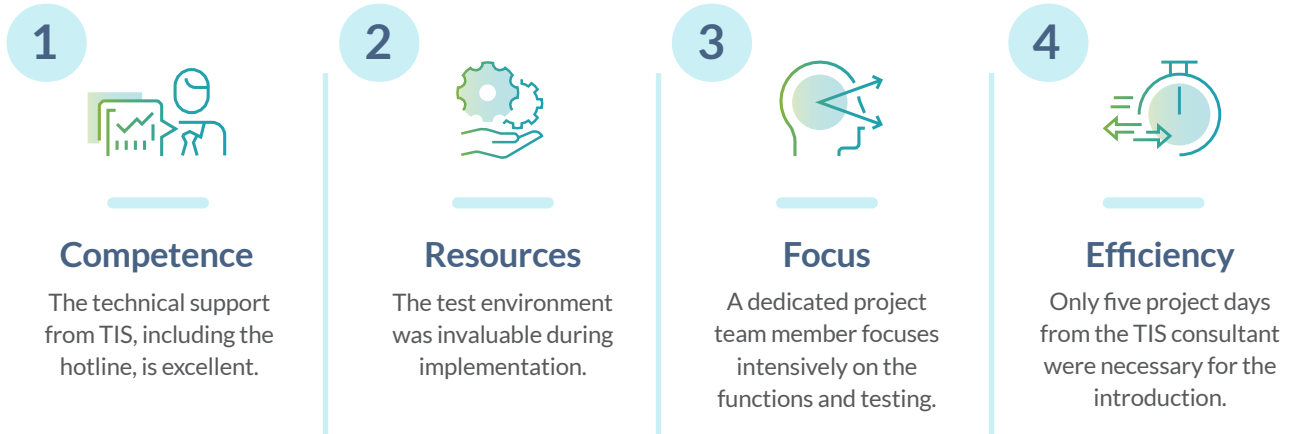 1
Competence
The technical support
from TIS, including the
hotline, is excellent.
2
Resources
The test environment
was invaluable during
implementation.
3
Focus
A dedicated project
team member focuses
intensively on the
functions and testing.
4
Efficiency
Only five project days
from the TIS consultant
were necessary for the
introduction.